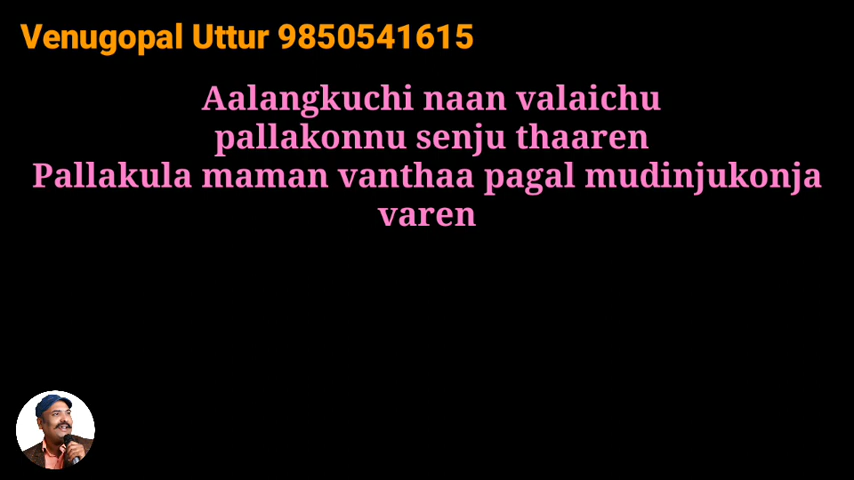 Venugopal Uttur 9850541615
Aalangkuchi naan valaichu
pallakonnu senju thaaren
Pallakula maman vanthaa pagal mudinjukonja
varen